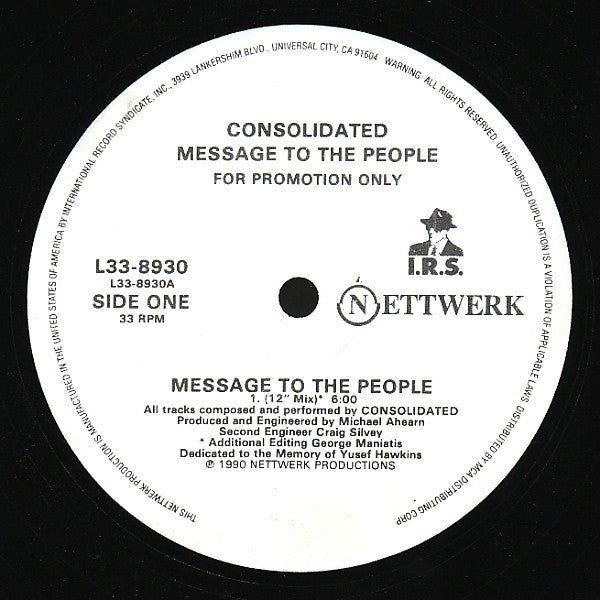 CONSOLIDATED
MESSAGE TO THE PEOPLE
FOR PROMOTION ONLY
I.R.S.
NETTWERK
L33-8930
L33-8930A
SIDE ONE
33 RPM
MESSAGE TO THE PEOPLE
1. (12" Mix)* 6:00
All tracks composed and performed by CONSOLIDATED
Produced and Engineered by Michael Ahearn
Second Engineer Craig Silvey
* Additional Editing George Maniatis
Dedicated to the Memory of Yusef Hawkins
℗ 1990 NETTWERK PRODUCTIONS
THIS NETTWERK PRODUCTION IS MANUFACTURED IN THE UNITED STATES OF AMERICA BY INTERNATIONAL RECORD SYNDICATE, INC., 3939 LANKERSHIM BLVD., UNIVERSAL CITY, CA 91604 WARNING: ALL RIGHTS RESERVED. UNAUTHORIZED DUPLICATION IS A VIOLATION OF APPLICABLE LAWS. DISTRIBUTED BY MCA DISTRIBUTING CORP.